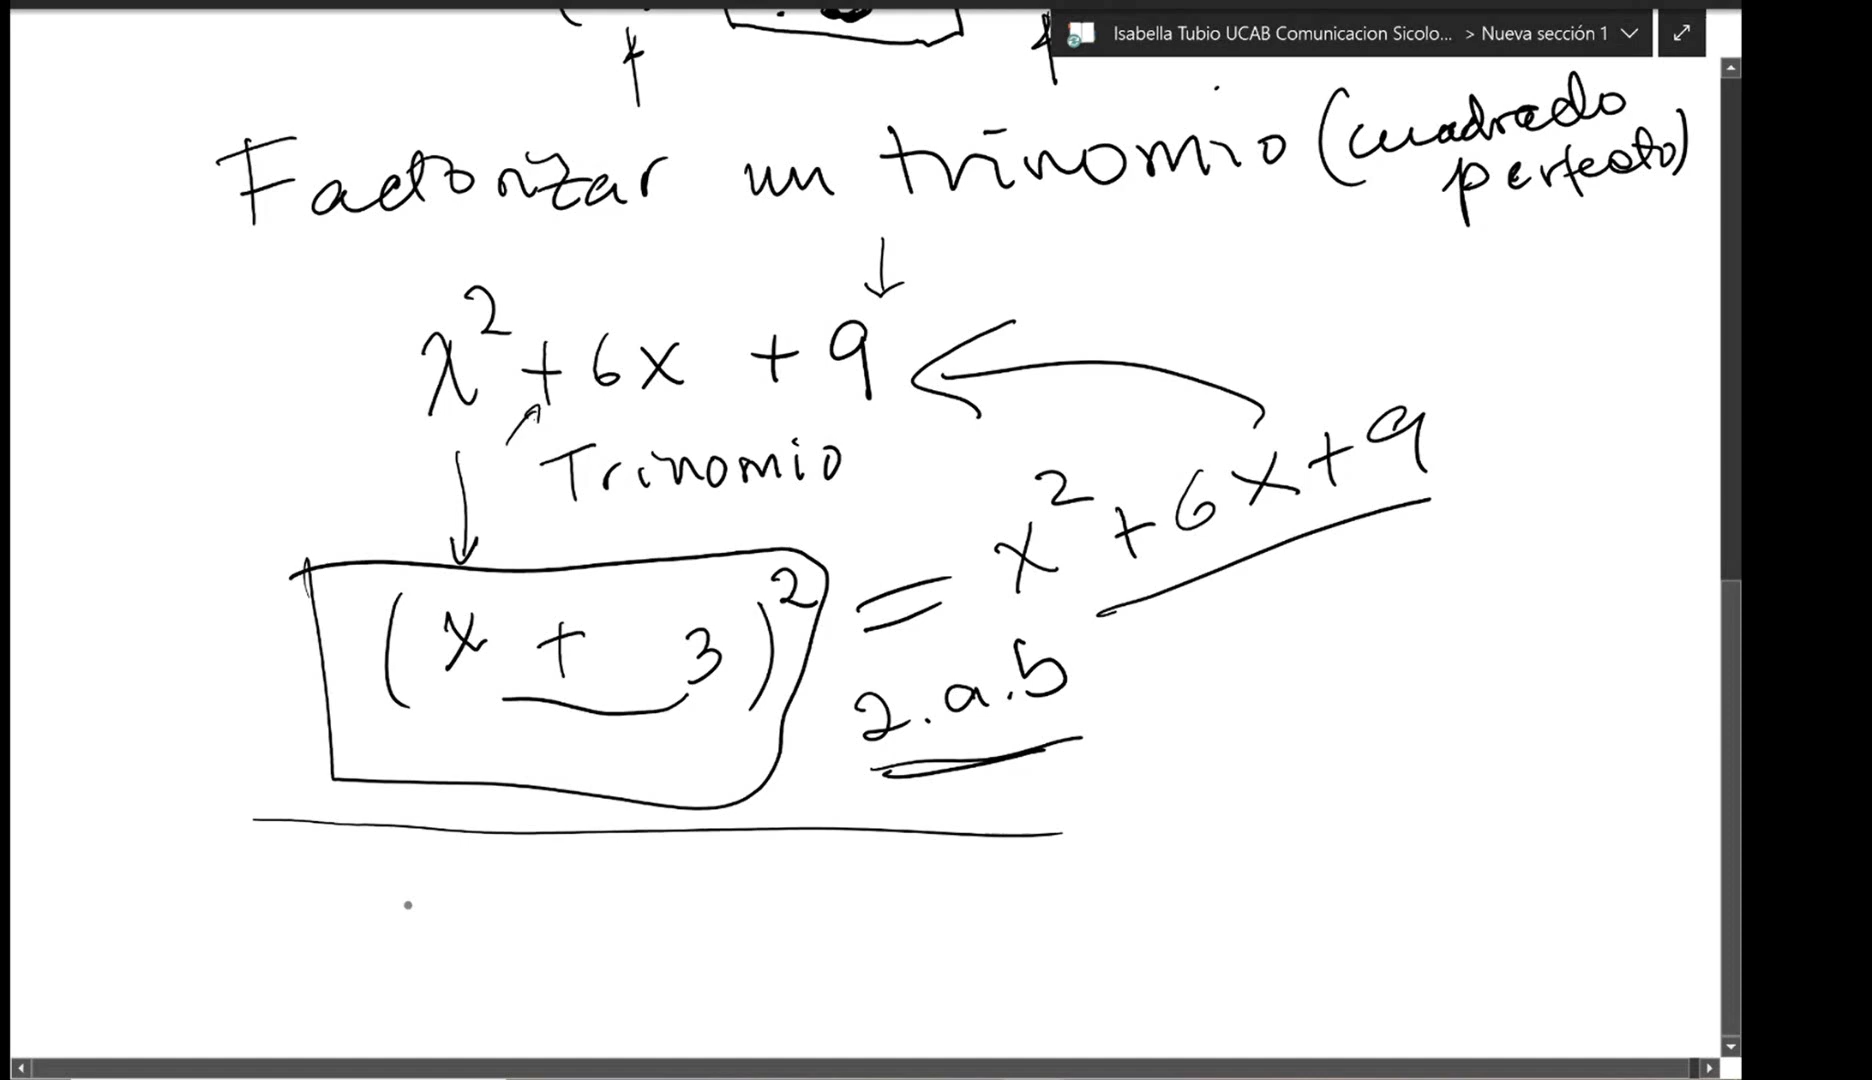 Isabella Tubio UCAB Comunicacion Sicolo... > Nueva sección 1
Factorizar un trinomio (cuadrado
perfecto)
x² + 6x + 9
Trinomio
x² + 6x + 9
(x + 3)² =
2.a.b